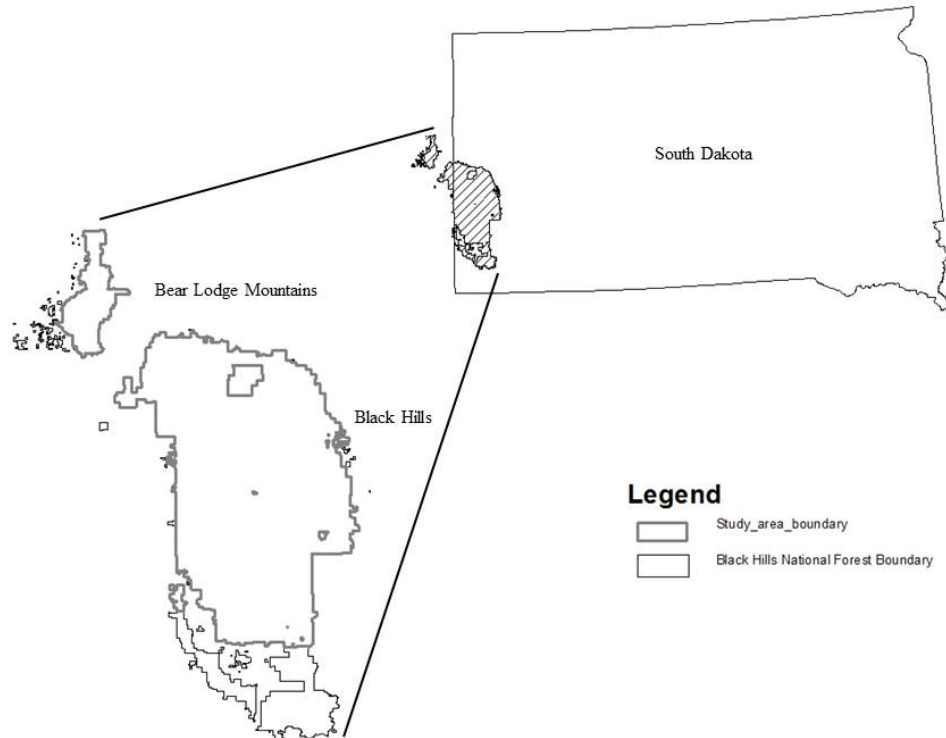 South Dakota
Bear Lodge Mountains
Black Hills
Legend
Study_area_boundary
Black Hills National Forest Boundary